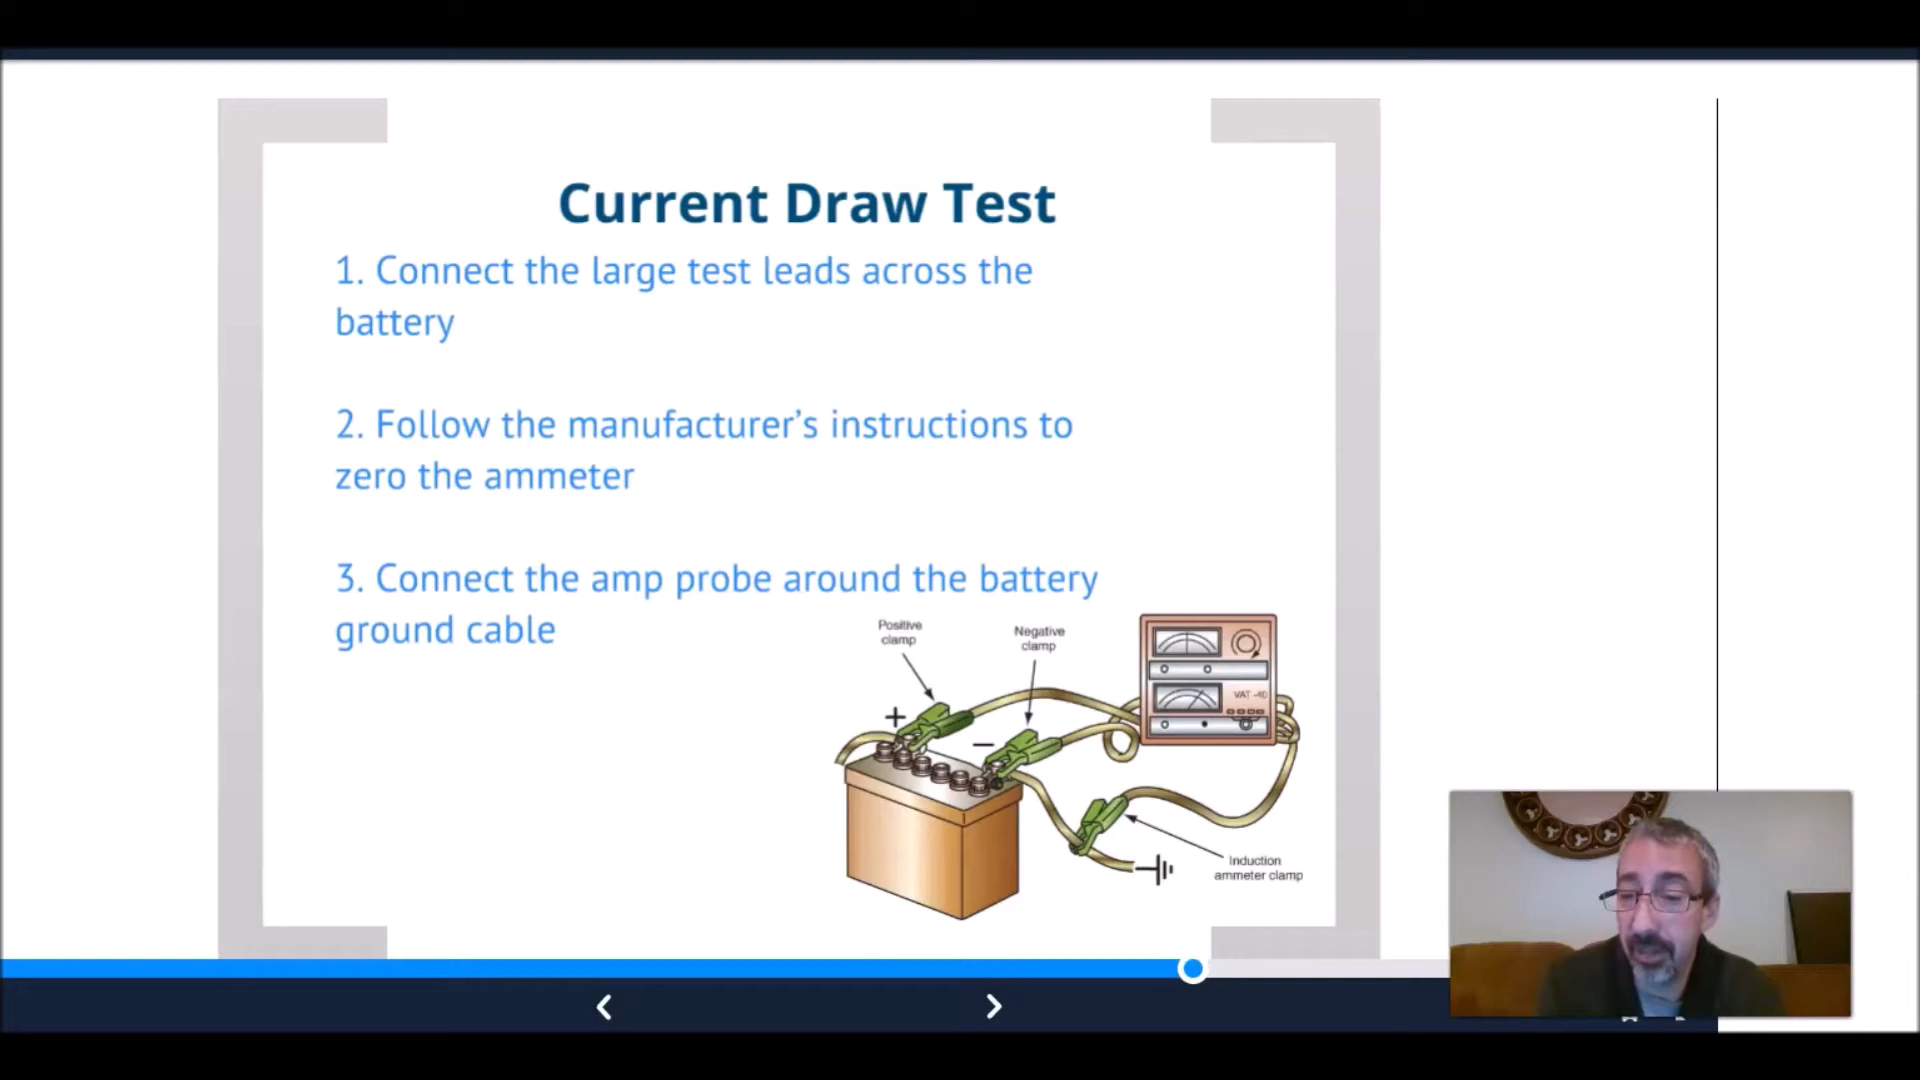 Current Draw Test
1. Connect the large test leads across the
battery
2. Follow the manufacturer’s instructions to
zero the ammeter
3. Connect the amp probe around the battery
ground cable
Positive
clamp
Negative
clamp
+
−
VAT -40
Induction
ammeter clamp